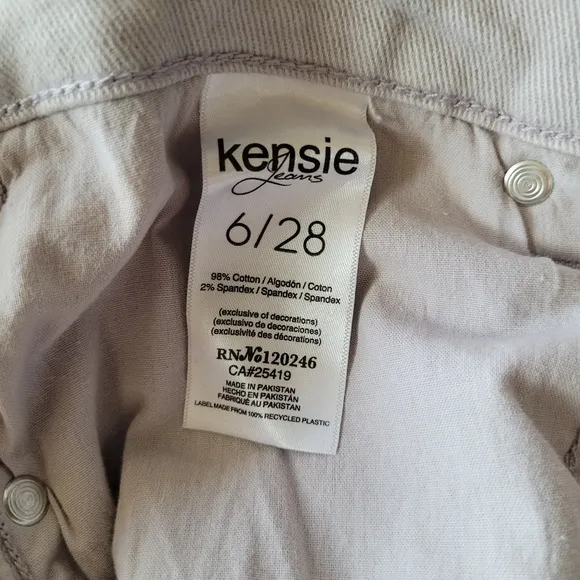 kensie
Jeans
6/28
98% Cotton / Algodón / Coton
2% Spandex / Spandex / Spandex
(exclusive of decorations)
(exclusivo de decoraciones)
(exclusivité des décorations)
RN№120246
CA#25419
MADE IN PAKISTAN
HECHO EN PAKISTÁN
FABRIQUÉ AU PAKISTAN
LABEL MADE FROM 100% RECYCLED PLASTIC